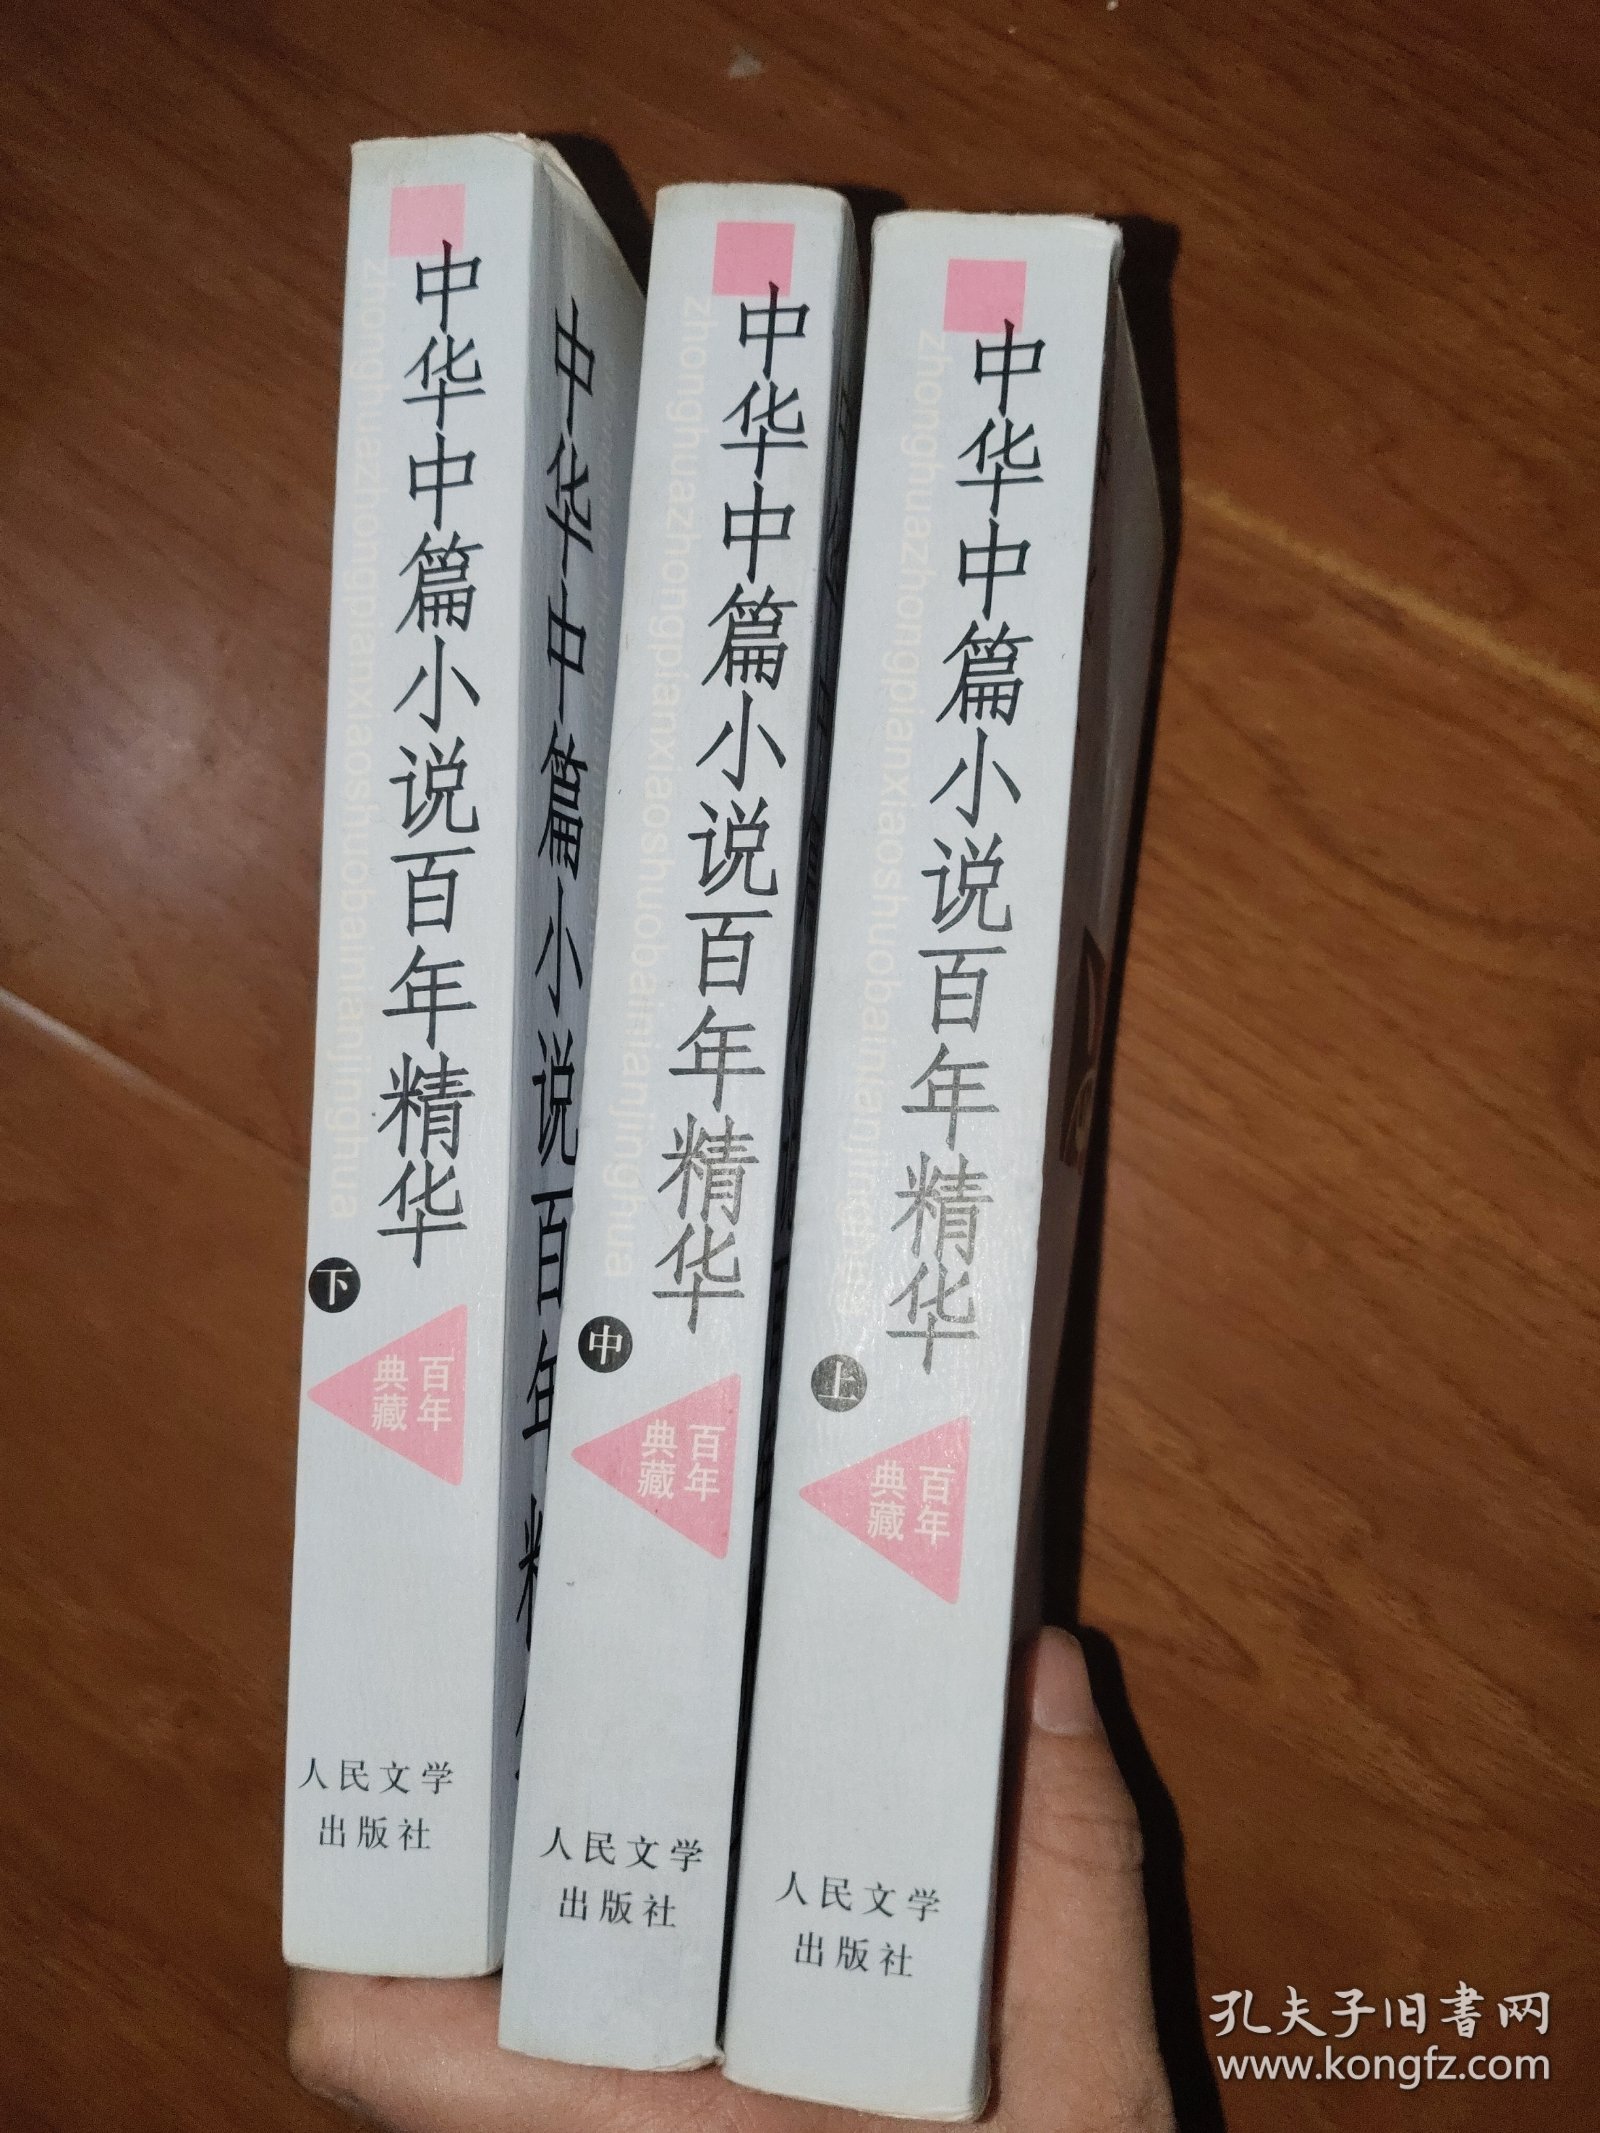 中华中篇小说百年精华
zhonghuazhongpianxiaoshuobainianjinghua
下
百年
典藏
人民文学
出版社
中华中篇小说百年精
中华中篇小说百年精华
zhonghuazhongpianxiaoshuobainianjinghua
中
百年
典藏
人民文学
出版社
中华中篇小说百年精华
zhonghuazhongpianxiaoshuobainianjinghua
上
百年
典藏
人民文学
出版社
孔夫子旧书网
www.kongfz.com